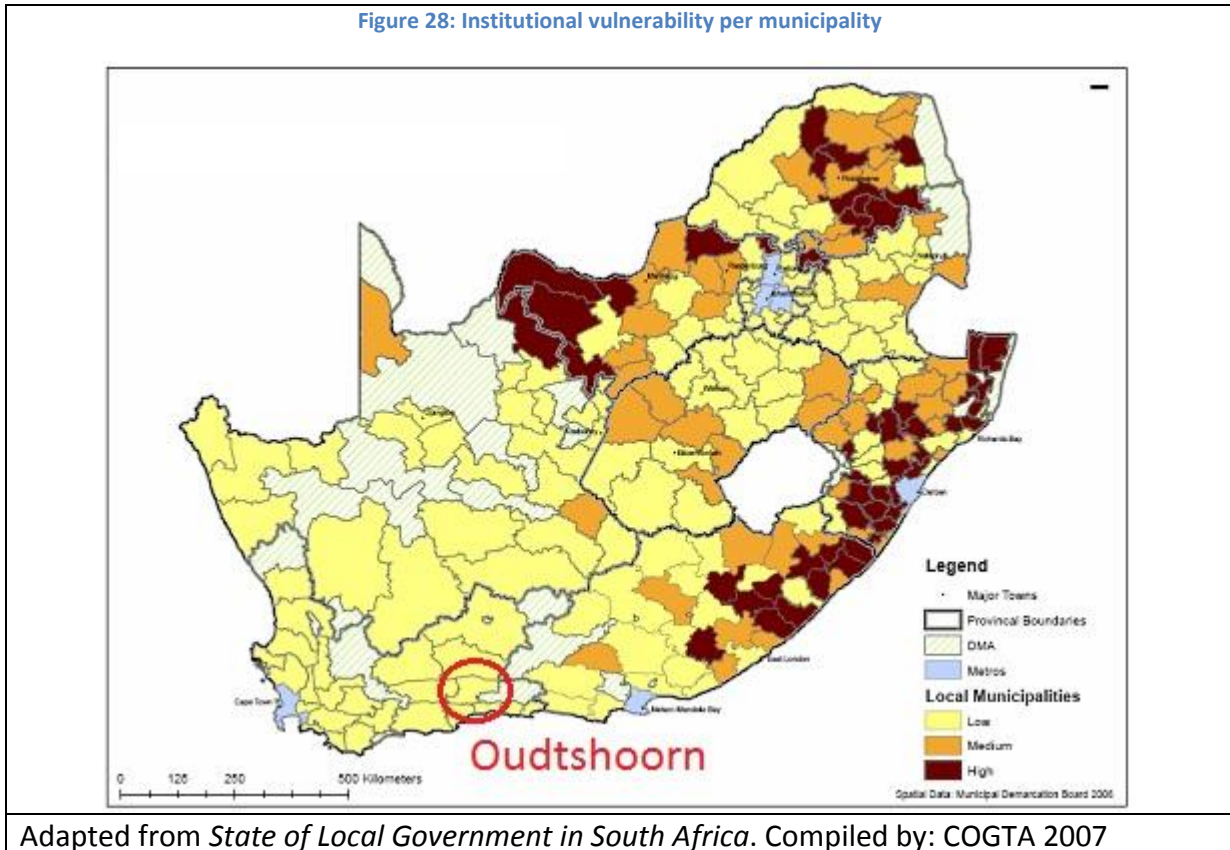 Figure 28: Institutional vulnerability per municipality
Richards Bay
Durban
East London
Cape Town
Nelson Mandela Bay
Oudtshoorn
Legend
Major Towns
Provincal Boundaries
DMA
Metros
Local Municipalities
Low
Medium
High
0 125 250 500 Kilometers
Spatial Data: Municipal Demarcation Board 2006
Adapted from State of Local Government in South Africa. Compiled by: COGTA 2007